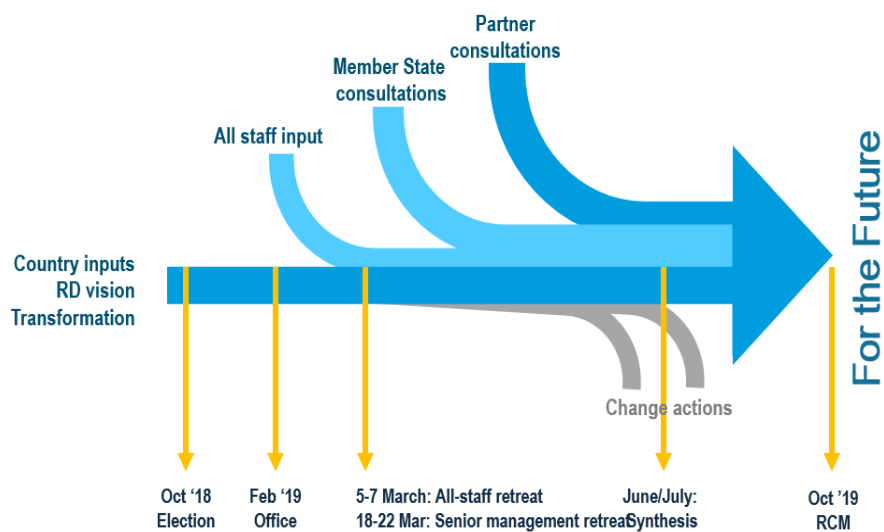 Partner
consultations
Member State
consultations
All staff input
Country inputs
RD vision
Transformation
For the Future
Change actions
Oct ‘18
Election
Feb ‘19
Office
5-7 March: All-staff retreat
18-22 Mar: Senior management retreat
June/July:
Synthesis
Oct ‘19
RCM